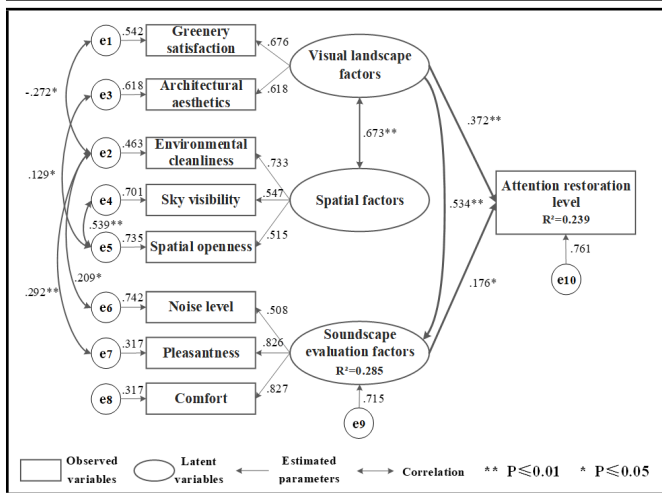 e1
.542
Greenery
satisfaction
.676
Visual landscape
factors
e3
.618
Architectural
aesthetics
.618
-.272*
.372**
.673**
e2
.463
Environmental
cleanliness
.733
.129*
e4
.701
Sky visibility
.547
Spatial factors
.534**
Attention restoration
level
R²=0.239
.539**
e5
.735
Spatial openness
.515
.761
e10
.209*
.292**
.176*
e6
.742
Noise level
.508
Soundscape
evaluation factors
R²=0.285
e7
.317
Pleasantness
.826
e8
.317
Comfort
.827
.715
e9
Observed
variables
Latent
variables
Estimated
parameters
Correlation
** P≤0.01
* P≤0.05